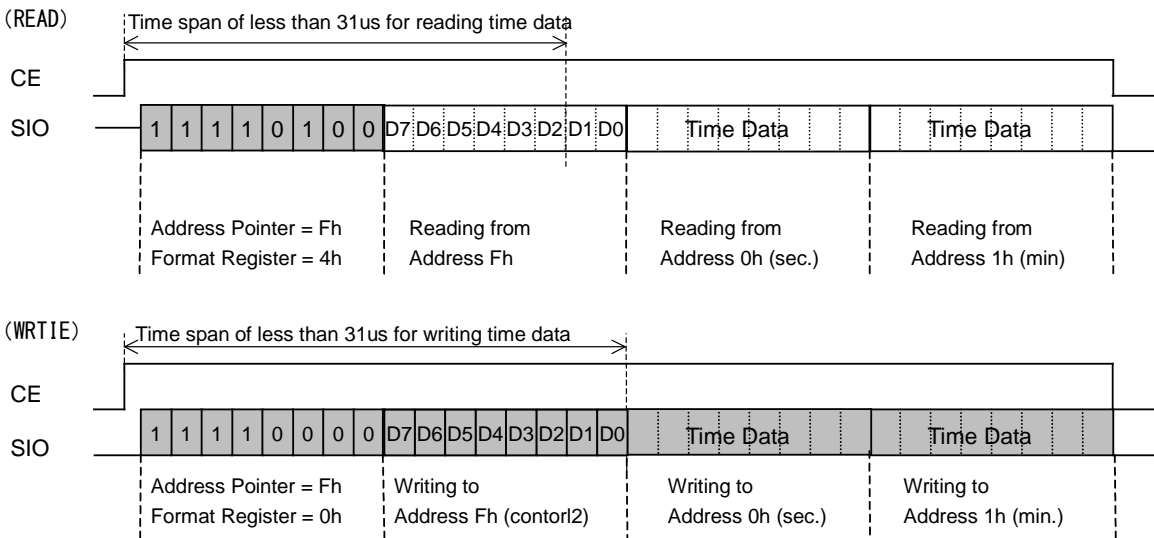 (READ)
Time span of less than 31us for reading time data
CE
SIO
1 1 1 1 0 1 0 0 D7 D6 D5 D4 D3 D2 D1 D0 Time Data Time Data
Address Pointer = Fh
Format Register = 4h
Reading from
Address Fh
Reading from
Address 0h (sec.)
Reading from
Address 1h (min)
(WRTIE)
Time span of less than 31us for writing time data
CE
SIO
1 1 1 1 0 0 0 0 D7 D6 D5 D4 D3 D2 D1 D0 Time Data Time Data
Address Pointer = Fh
Format Register = 0h
Writing to
Address Fh (contorl2)
Writing to
Address 0h (sec.)
Writing to
Address 1h (min.)